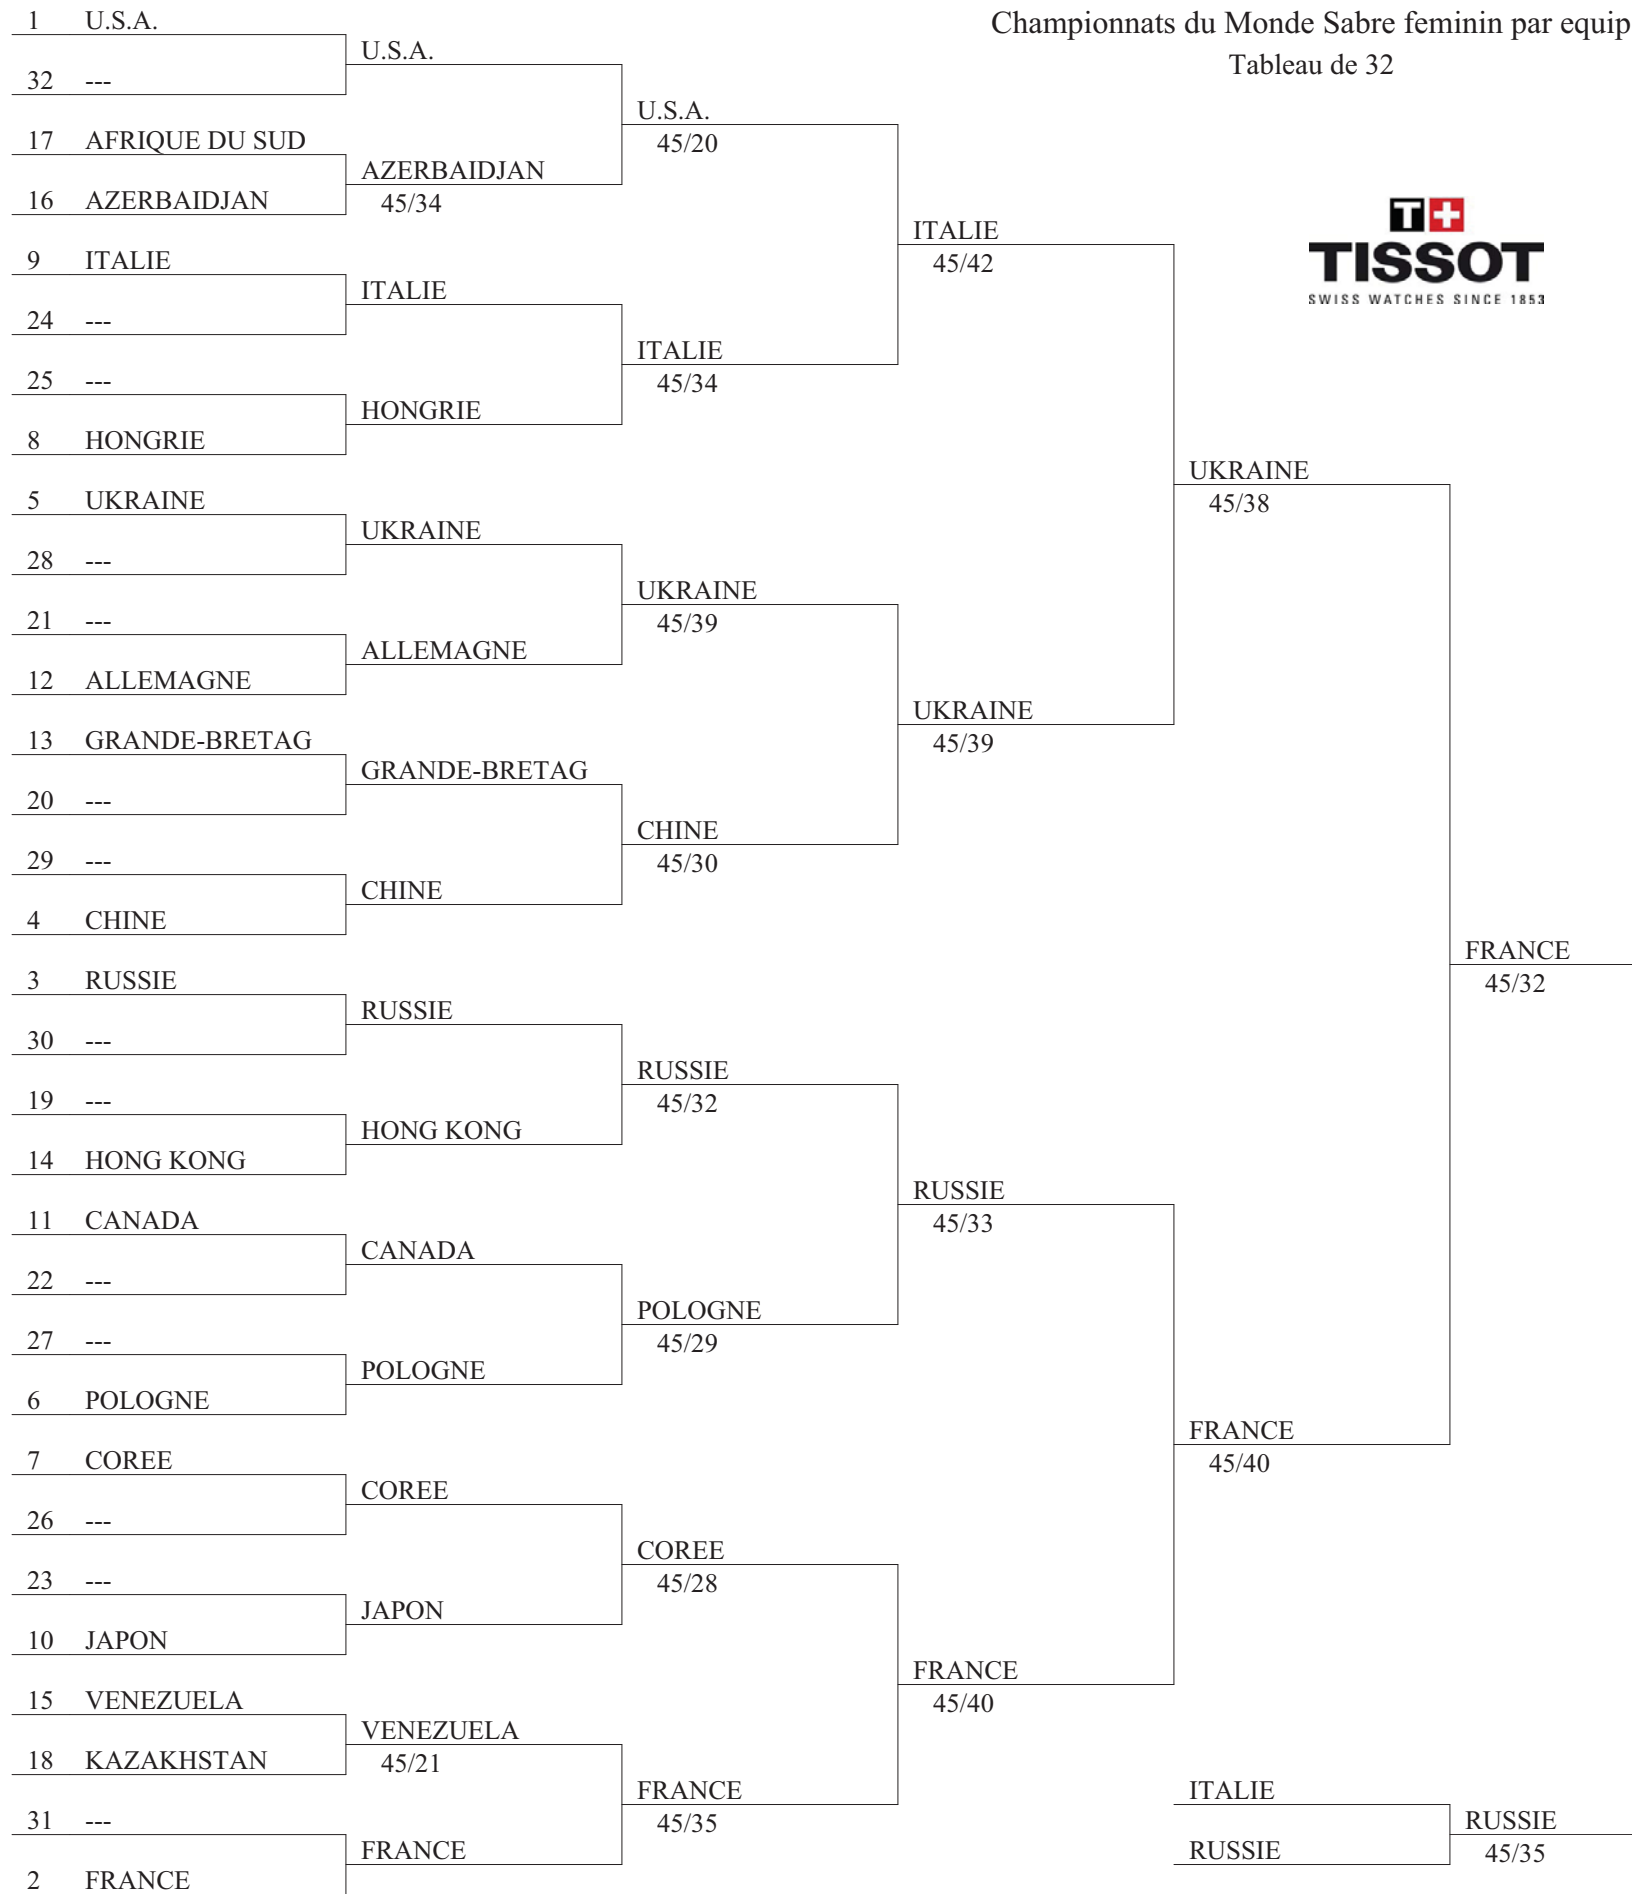 Championnats du Monde Sabre feminin par equip
Tableau de 32
T+
TISSOT
SWISS WATCHES SINCE 1853
1 U.S.A.
32 ---
17 AFRIQUE DU SUD
16 AZERBAIDJAN
9 ITALIE
24 ---
25 ---
8 HONGRIE
5 UKRAINE
28 ---
21 ---
12 ALLEMAGNE
13 GRANDE-BRETAG
20 ---
29 ---
4 CHINE
3 RUSSIE
30 ---
19 ---
14 HONG KONG
11 CANADA
22 ---
27 ---
6 POLOGNE
7 COREE
26 ---
23 ---
10 JAPON
15 VENEZUELA
18 KAZAKHSTAN
31 ---
2 FRANCE
U.S.A.
AZERBAIDJAN
45/34
ITALIE
HONGRIE
UKRAINE
ALLEMAGNE
GRANDE-BRETAG
CHINE
RUSSIE
HONG KONG
CANADA
POLOGNE
COREE
JAPON
VENEZUELA
45/21
FRANCE
U.S.A.
45/20
ITALIE
45/34
UKRAINE
45/39
CHINE
45/30
RUSSIE
45/32
POLOGNE
45/29
COREE
45/28
FRANCE
45/35
ITALIE
45/42
UKRAINE
45/39
RUSSIE
45/33
FRANCE
45/40
UKRAINE
45/38
FRANCE
45/40
FRANCE
45/32
ITALIE
RUSSIE
RUSSIE
45/35